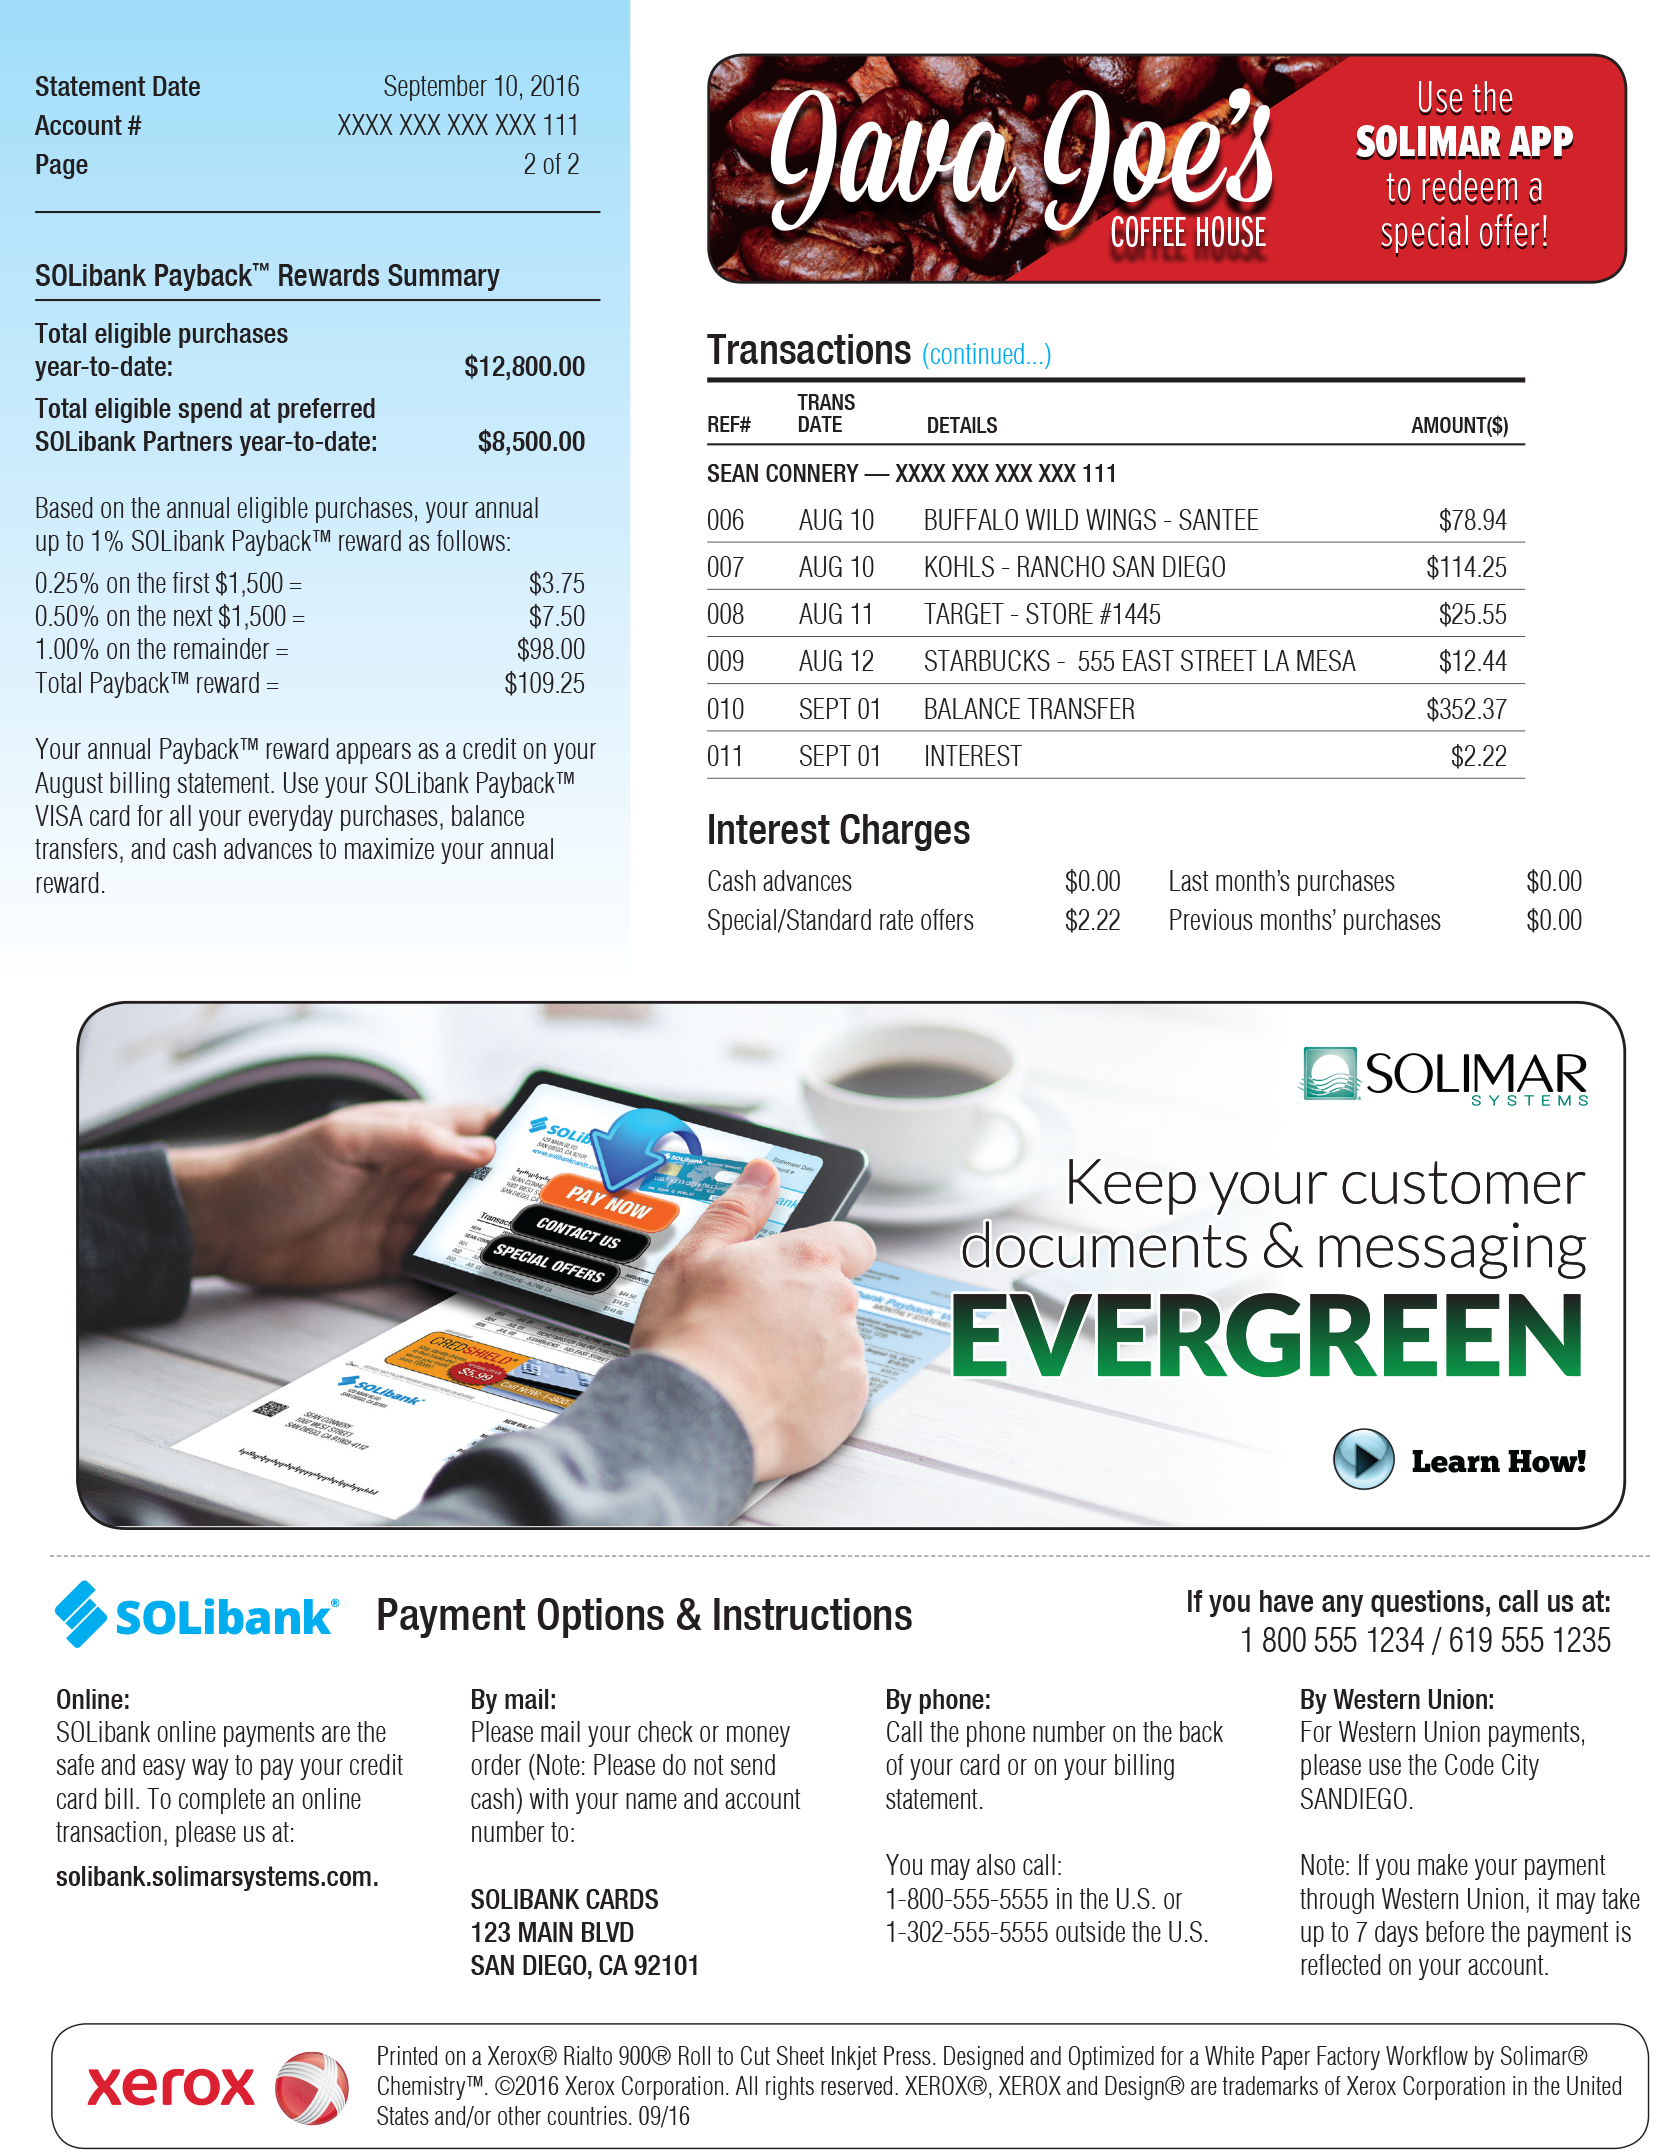 Statement Date September 10, 2016
Account # XXXX XXX XXX XXX 111
Page 2 of 2
SOLibank Payback™ Rewards Summary
Total eligible purchases
year-to-date: $12,800.00
Total eligible spend at preferred
SOLibank Partners year-to-date: $8,500.00
Based on the annual eligible purchases, your annual
up to 1% SOLibank Payback™ reward as follows:
0.25% on the first $1,500 = $3.75
0.50% on the next $1,500 = $7.50
1.00% on the remainder = $98.00
Total Payback™ reward = $109.25
Your annual Payback™ reward appears as a credit on your
August billing statement. Use your SOLibank Payback™
VISA card for all your everyday purchases, balance
transfers, and cash advances to maximize your annual
reward.
Java Joe's
COFFEE HOUSE
Use the
SOLIMAR APP
to redeem a
special offer!
Transactions (continued...)
REF# TRANS DATE DETAILS AMOUNT($)
SEAN CONNERY — XXXX XXX XXX XXX 111
006 AUG 10 BUFFALO WILD WINGS - SANTEE $78.94
007 AUG 10 KOHLS - RANCHO SAN DIEGO $114.25
008 AUG 11 TARGET - STORE #1445 $25.55
009 AUG 12 STARBUCKS - 555 EAST STREET LA MESA $12.44
010 SEPT 01 BALANCE TRANSFER $352.37
011 SEPT 01 INTEREST $2.22
Interest Charges
Cash advances $0.00 Last month's purchases $0.00
Special/Standard rate offers $2.22 Previous months' purchases $0.00
SOLIMAR
SYSTEMS
Keep your customer
documents & messaging
EVERGREEN
Learn How!
PAY NOW
CONTACT US
SPECIAL OFFERS
CREDSHIELD
$5.99
SOLibank
SEAN CONNERY
1007 WEST STREET
SOLibank® Payment Options & Instructions
If you have any questions, call us at:
1 800 555 1234 / 619 555 1235
Online:
SOLibank online payments are the
safe and easy way to pay your credit
card bill. To complete an online
transaction, please us at:
solibank.solimarsystems.com.
By mail:
Please mail your check or money
order (Note: Please do not send
cash) with your name and account
number to:
SOLIBANK CARDS
123 MAIN BLVD
SAN DIEGO, CA 92101
By phone:
Call the phone number on the back
of your card or on your billing
statement.
You may also call:
1-800-555-5555 in the U.S. or
1-302-555-5555 outside the U.S.
By Western Union:
For Western Union payments,
please use the Code City
SANDIEGO.
Note: If you make your payment
through Western Union, it may take
up to 7 days before the payment is
reflected on your account.
xerox
Printed on a Xerox® Rialto 900® Roll to Cut Sheet Inkjet Press. Designed and Optimized for a White Paper Factory Workflow by Solimar®
Chemistry™. ©2016 Xerox Corporation. All rights reserved. XEROX®, XEROX and Design® are trademarks of Xerox Corporation in the United
States and/or other countries. 09/16